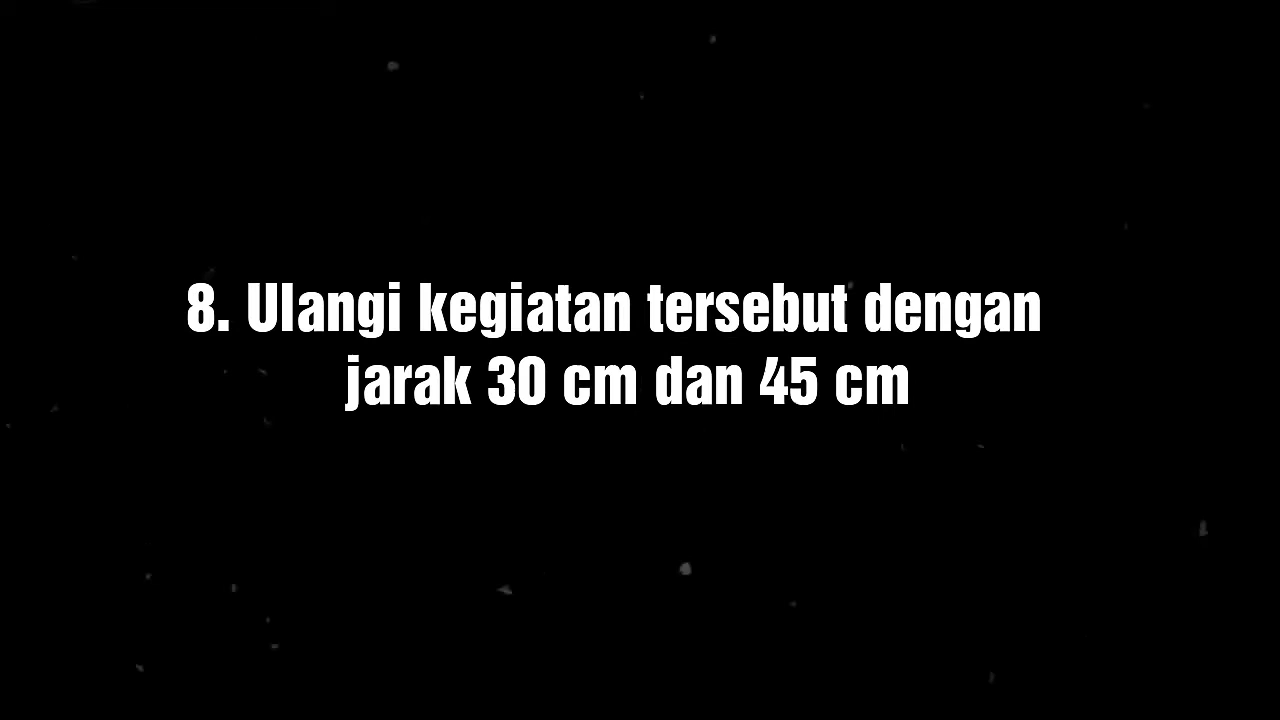 8. Ulangi kegiatan tersebut dengan
jarak 30 cm dan 45 cm